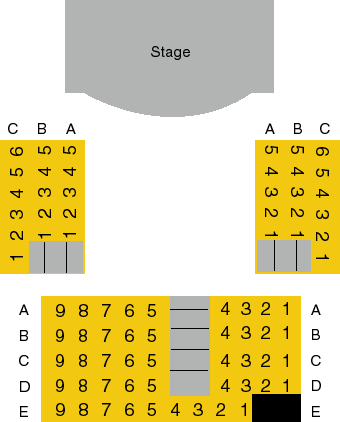 Stage
C B A
A B C
6 5 5
5 4 4
4 3 3
3 2 2
2 1 1
1
5 5 6
4 4 5
3 3 4
2 2 3
1 1 2
1
A 9 8 7 6 5 4 3 2 1 A
B 9 8 7 6 5 4 3 2 1 B
C 9 8 7 6 5 4 3 2 1 C
D 9 8 7 6 5 4 3 2 1 D
E 9 8 7 6 5 4 3 2 1 E